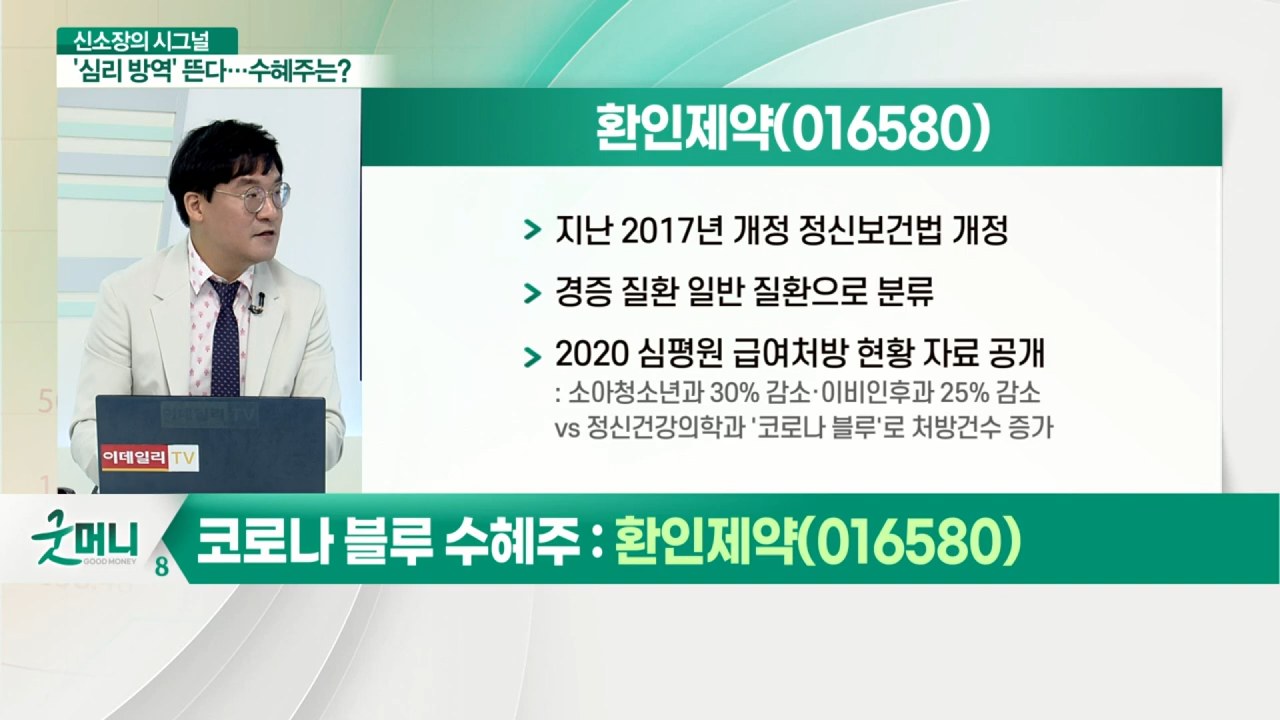 신소장의 시그널
'심리 방역' 뜬다…수혜주는?
환인제약(016580)
지난 2017년 개정 정신보건법 개정
경증 질환 일반 질환으로 분류
2020 심평원 급여처방 현황 자료 공개
: 소아청소년과 30% 감소·이비인후과 25% 감소
vs 정신건강의학과 '코로나 블루'로 처방건수 증가
이데일리 TV
이데일리 TV
굿머니
GOOD MONEY
8
코로나 블루 수혜주 : 환인제약(016580)